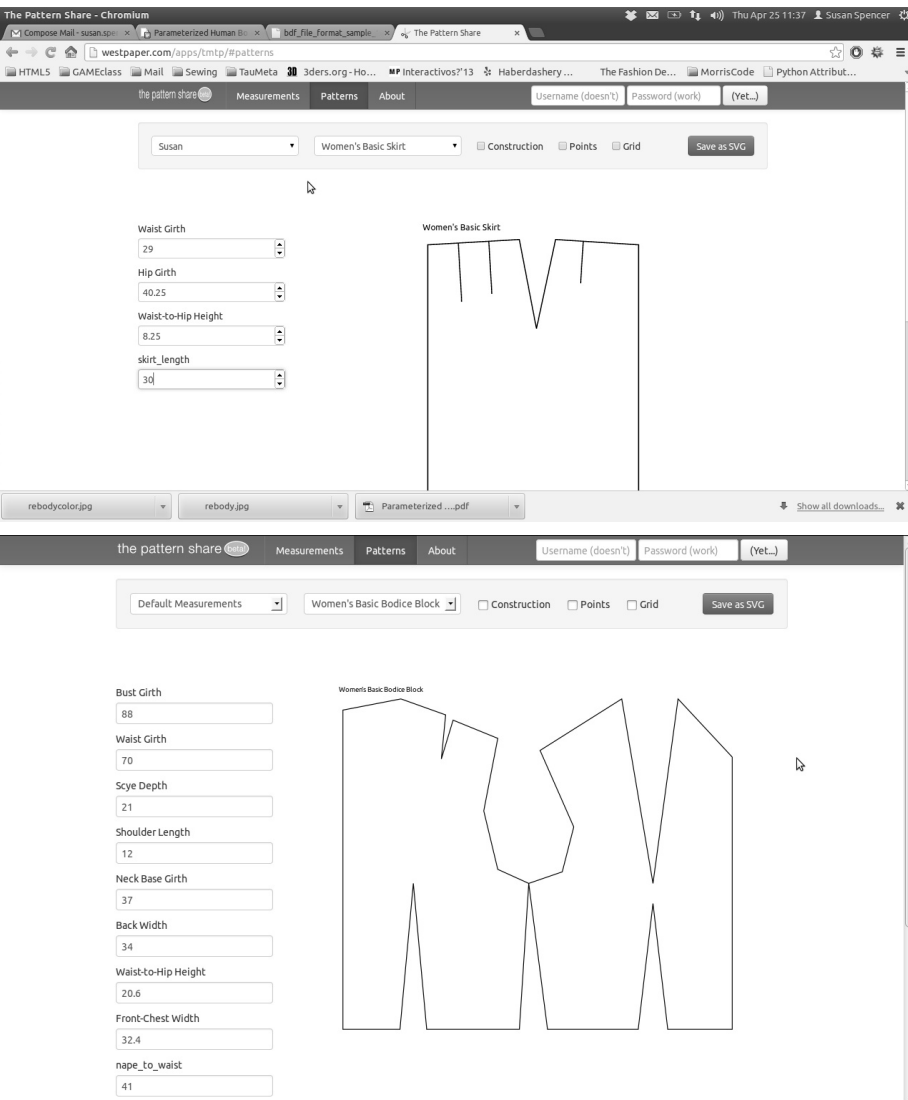 The Pattern Share - Chromium
Thu Apr 25 11:37 Susan Spencer
Compose Mail - susan.spe × Parameterized Human Bo × bdf_file_format_sample_ × The Pattern Share ×
westpaper.com/apps/tmtp/#patterns
HTML5 GAMEclass Mail Sewing TauMeta 3D 3ders.org - Ho... MP Interactivos?'13 Haberdashery ... The Fashion De... MorrisCode Python Attribut...
the pattern share beta! Measurements Patterns About Username (doesn't) Password (work) (Yet...)
Susan Women's Basic Skirt Construction Points Grid Save as SVG
Waist Girth
29
Hip Girth
40.25
Waist-to-Hip Height
8.25
skirt_length
30
Women's Basic Skirt
rebodycolor.jpg rebody.jpg Parameterized ....pdf Show all downloads...
the pattern share beta! Measurements Patterns About Username (doesn't) Password (work) (Yet...)
Default Measurements Women's Basic Bodice Block Construction Points Grid Save as SVG
Bust Girth
88
Waist Girth
70
Scye Depth
21
Shoulder Length
12
Neck Base Girth
37
Back Width
34
Waist-to-Hip Height
20.6
Front-Chest Width
32.4
nape_to_waist
41
Women's Basic Bodice Block